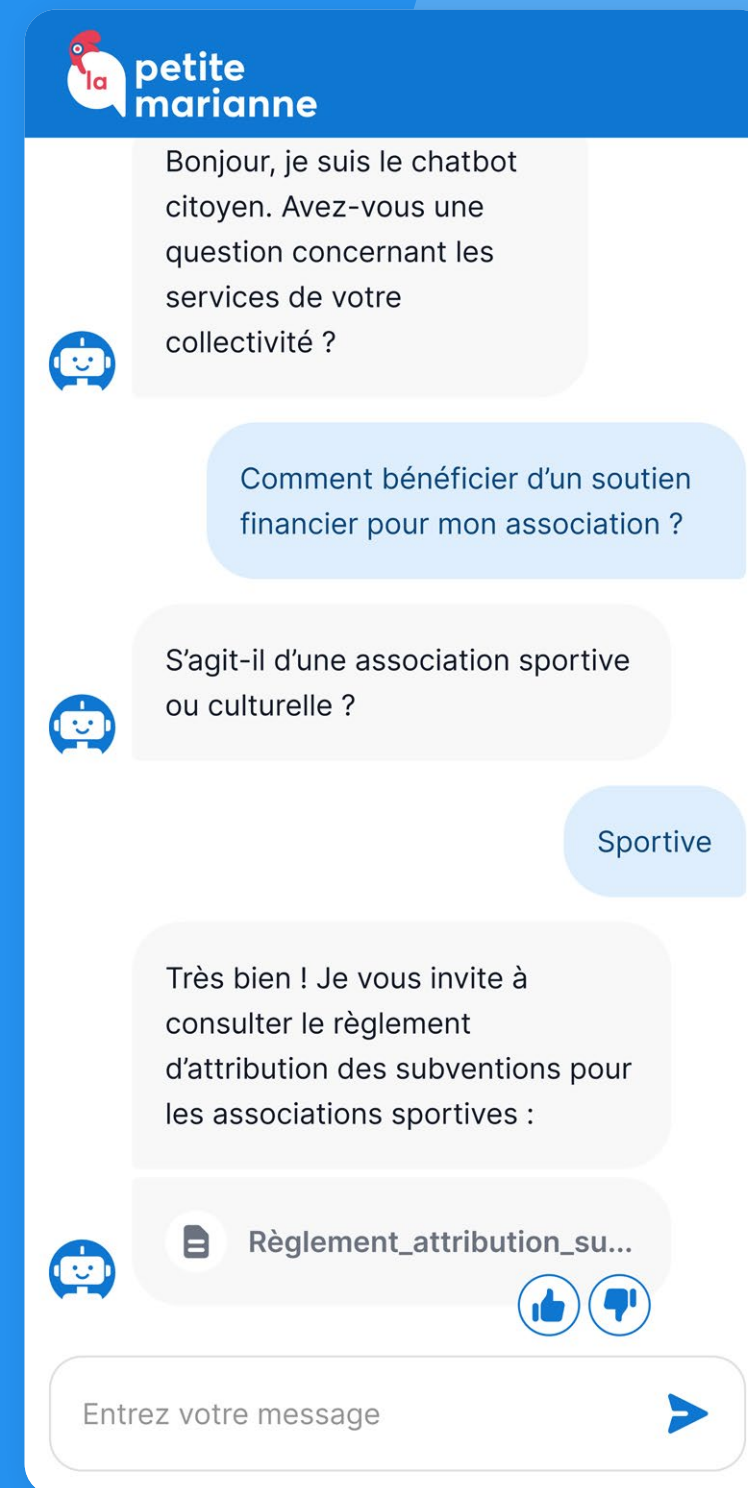 la
petite
marianne
Bonjour, je suis le chatbot
citoyen. Avez-vous une
question concernant les
services de votre
collectivité ?
Comment bénéficier d’un soutien
financier pour mon association ?
S’agit-il d’une association sportive
ou culturelle ?
Sportive
Très bien ! Je vous invite à
consulter le règlement
d’attribution des subventions pour
les associations sportives :
Règlement_attribution_su...
Entrez votre message